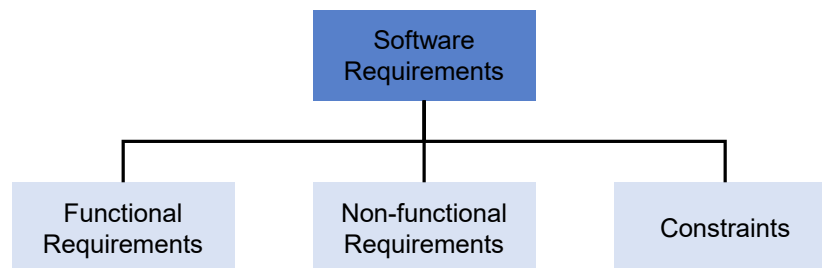 Software
Requirements
Functional
Requirements
Non-functional
Requirements
Constraints